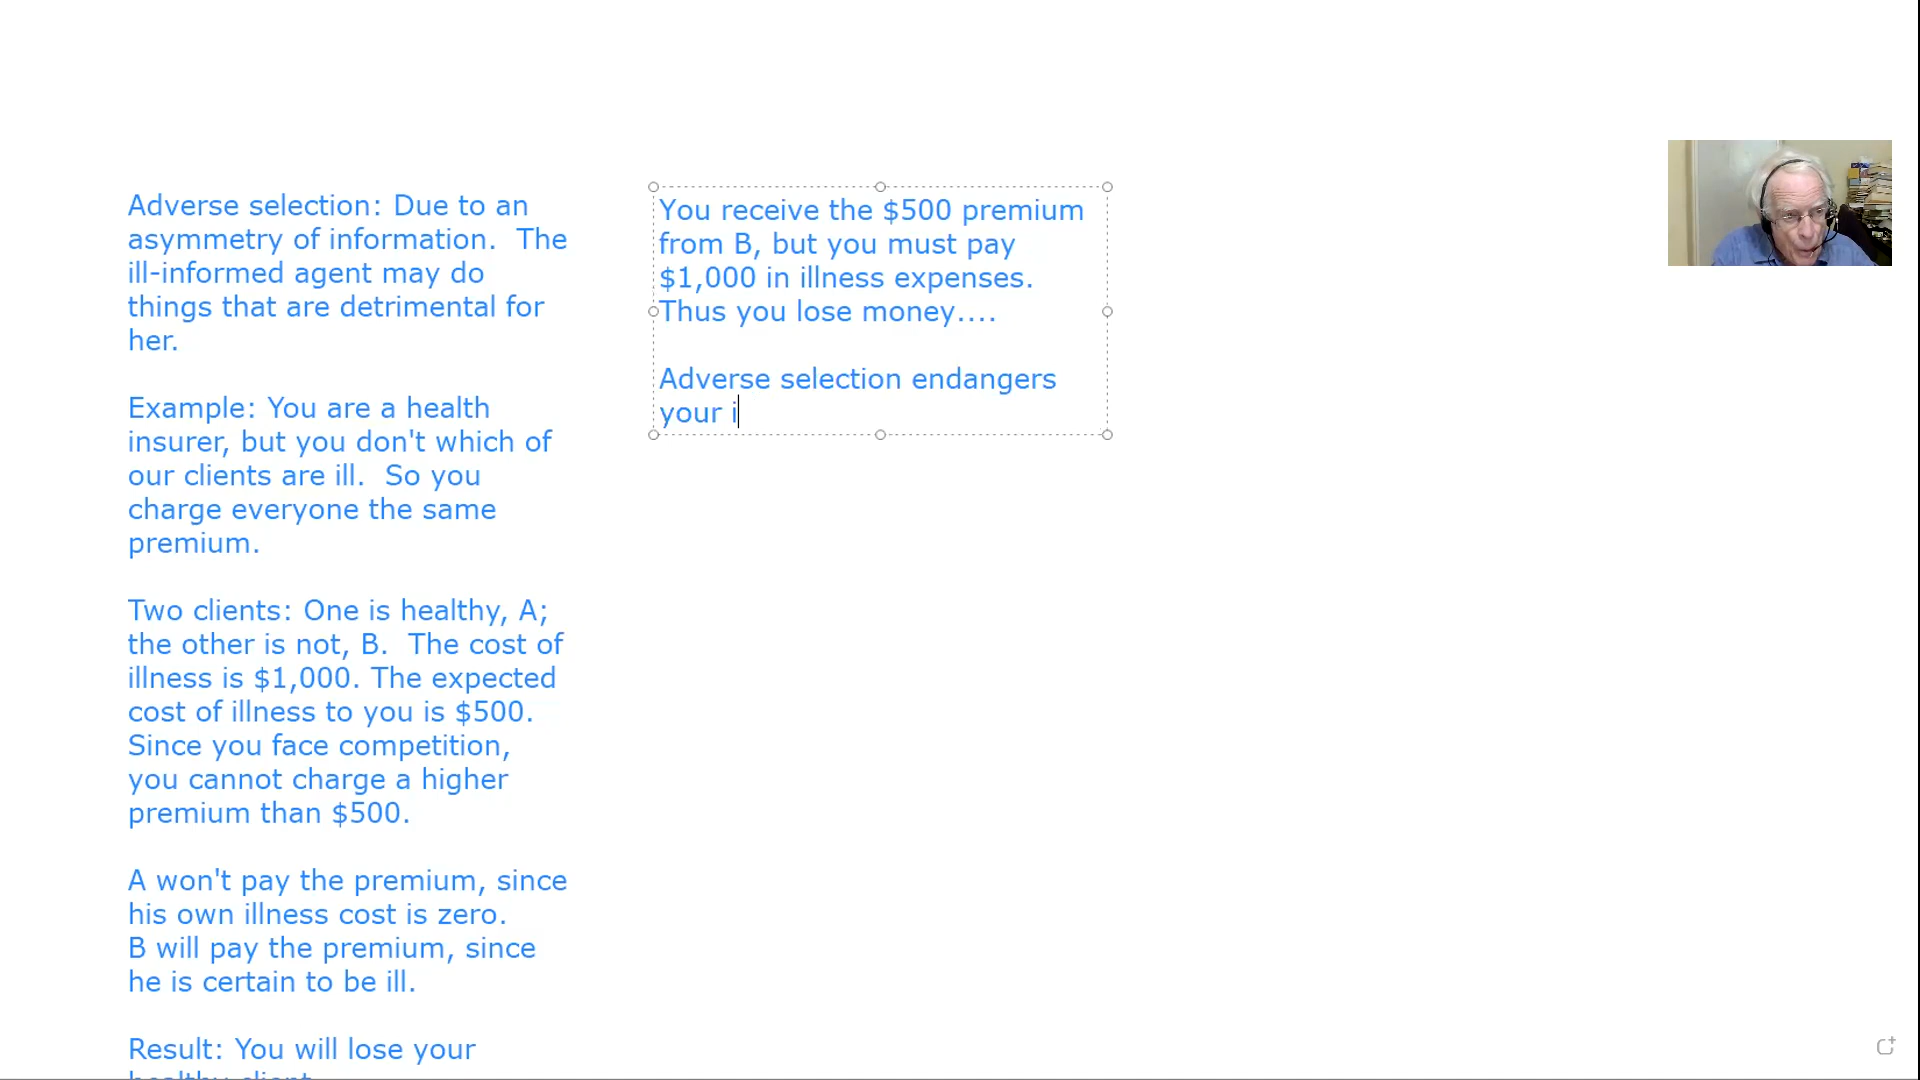 Adverse selection: Due to an
asymmetry of information.  The
ill-informed agent may do
things that are detrimental for
her.
Example: You are a health
insurer, but you don't which of
our clients are ill.  So you
charge everyone the same
premium.
Two clients: One is healthy, A;
the other is not, B.  The cost of
illness is $1,000. The expected
cost of illness to you is $500.
Since you face competition,
you cannot charge a higher
premium than $500.
A won't pay the premium, since
his own illness cost is zero.
B will pay the premium, since
he is certain to be ill.
Result: You will lose your
healthy client
You receive the $500 premium
from B, but you must pay
$1,000 in illness expenses.
Thus you lose money....
Adverse selection endangers
your i